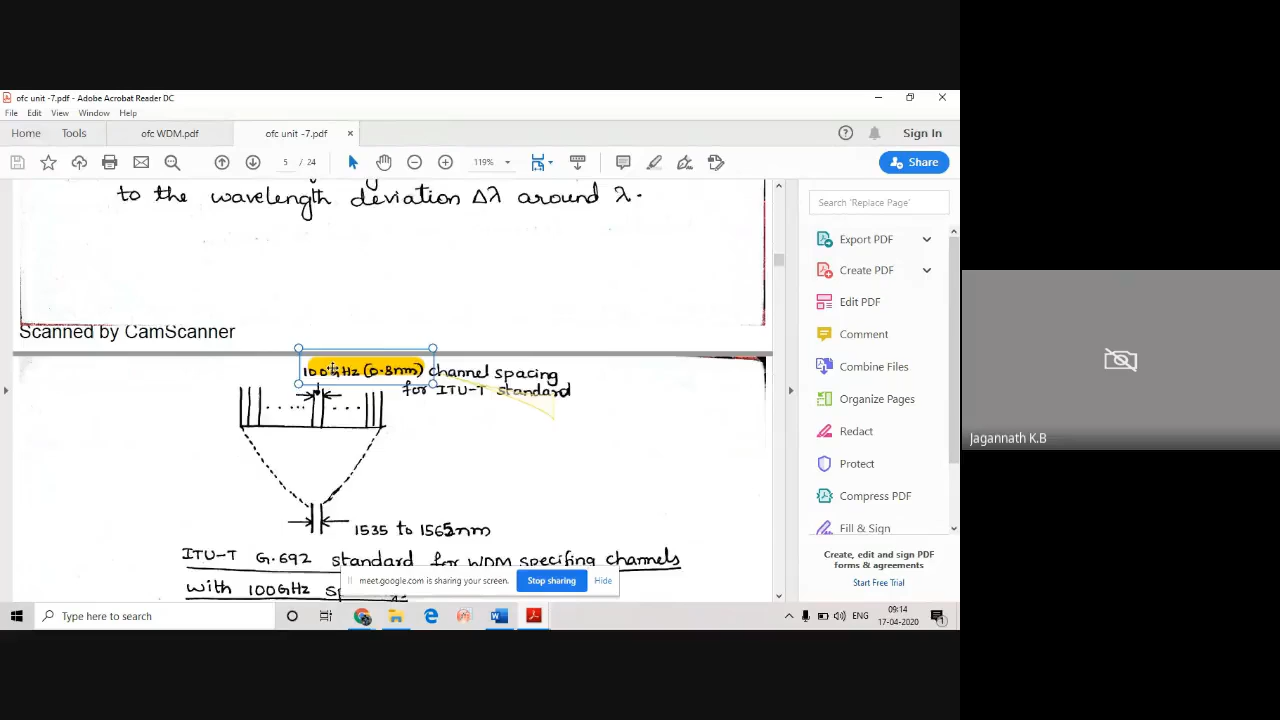 ofc unit -7.pdf - Adobe Acrobat Reader DC
File Edit View Window Help
Home Tools ofc WDM.pdf ofc unit -7.pdf × Sign In
5 / 24 119% Share
to the wavelength deviation Δλ around λ.
Scanned by CamScanner
100GHz (0.8nm) channel spacing
for ITU-T standard
1535 to 1565nm
ITU-T G.692 standard for WDM specifing channels
with 100GHz
meet.google.com is sharing your screen. Stop sharing Hide
Search 'Replace Page'
Export PDF
Create PDF
Edit PDF
Comment
Combine Files
Organize Pages
Redact
Protect
Compress PDF
Fill & Sign
Create, edit and sign PDF
forms & agreements
Start Free Trial
Type here to search
ENG
09:14
17-04-2020
Jagannath K.B